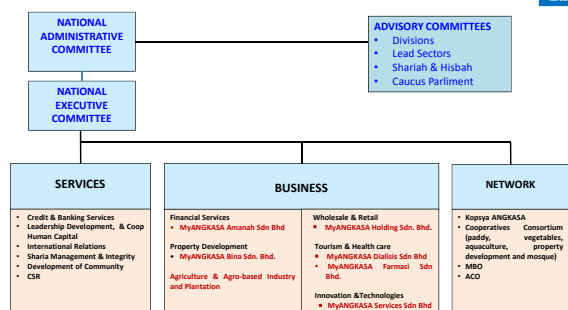 NATIONAL
ADMINISTRATIVE
COMMITTEE
ADVISORY COMMITTEES
• Divisions
• Lead Sectors
• Shariah & Hisbah
• Caucus Parliment
NATIONAL
EXECUTIVE
COMMITTEE
SERVICES
• Credit & Banking Services
• Leadership Development, & Coop
Human Capital
• International Relations
• Sharia Management & Integrity
• Development of Community
• CSR
BUSINESS
Financial Services
• MyANGKASA Amanah Sdn Bhd
Property Development
• MyANGKASA Bina Sdn. Bhd.
Agriculture & Agro-based Industry
and Plantation
Wholesale & Retail
• MyANGKASA Holding Sdn. Bhd.
Tourism & Health care
• MyANGKASA Dialisis Sdn Bhd
• MyANGKASA Farmasi Sdn
Bhd.
Innovation &Technologies
• MyANGKASA Services Sdn Bhd
NETWORK
• Kopsya ANGKASA
• Cooperatives Consortium
(paddy, vegetables,
aquaculture, property
development and mosque)
• MBO
• ACO